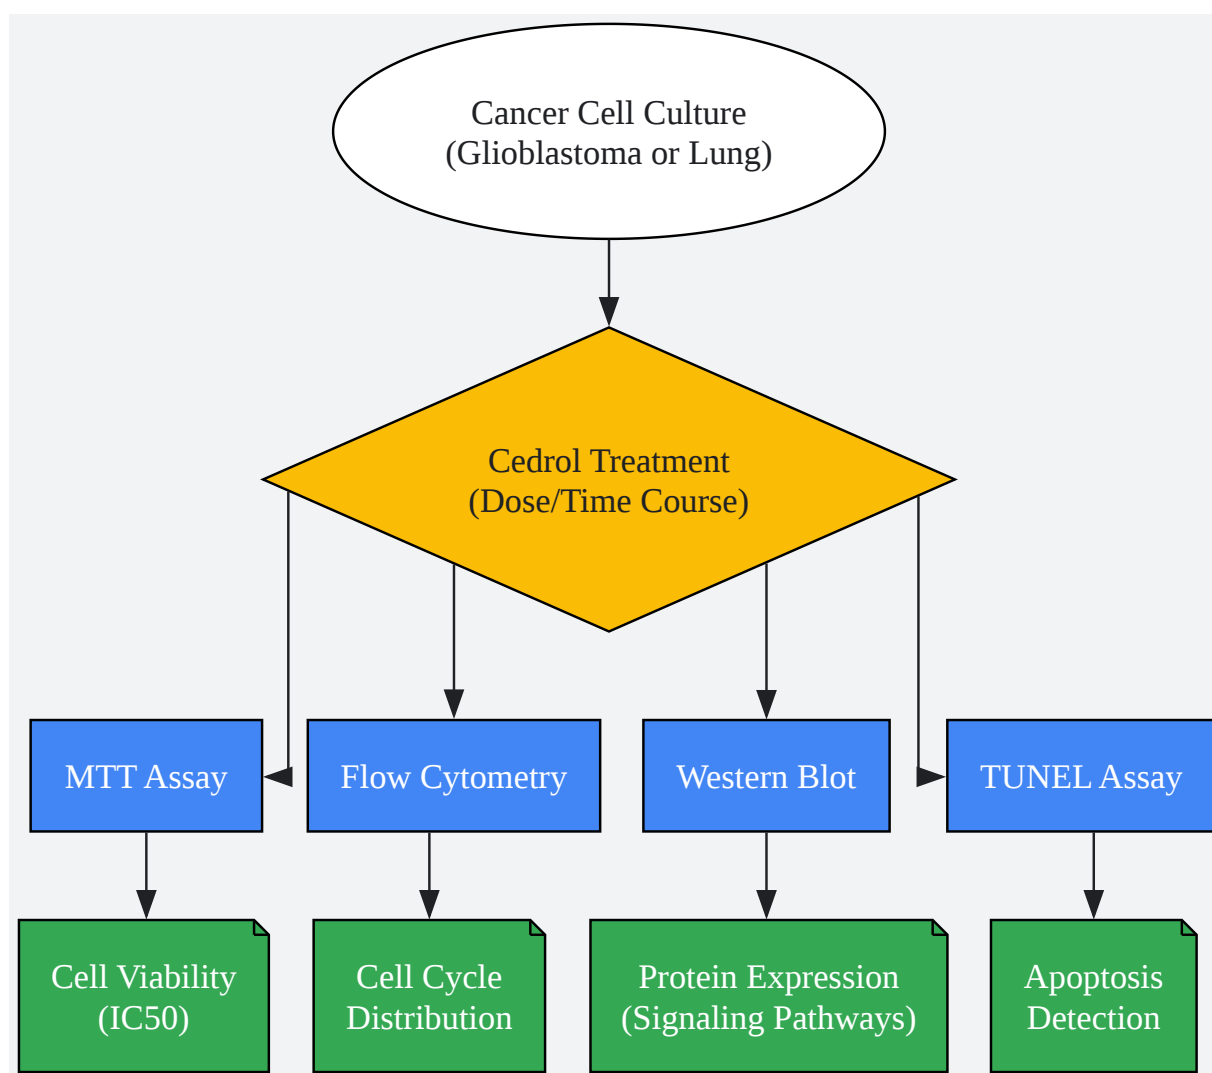 Cancer Cell Culture
(Glioblastoma or Lung)
Cedrol Treatment
(Dose/Time Course)
MTT Assay
Flow Cytometry
Western Blot
TUNEL Assay
Cell Viability
(IC50)
Cell Cycle
Distribution
Protein Expression
(Signaling Pathways)
Apoptosis
Detection